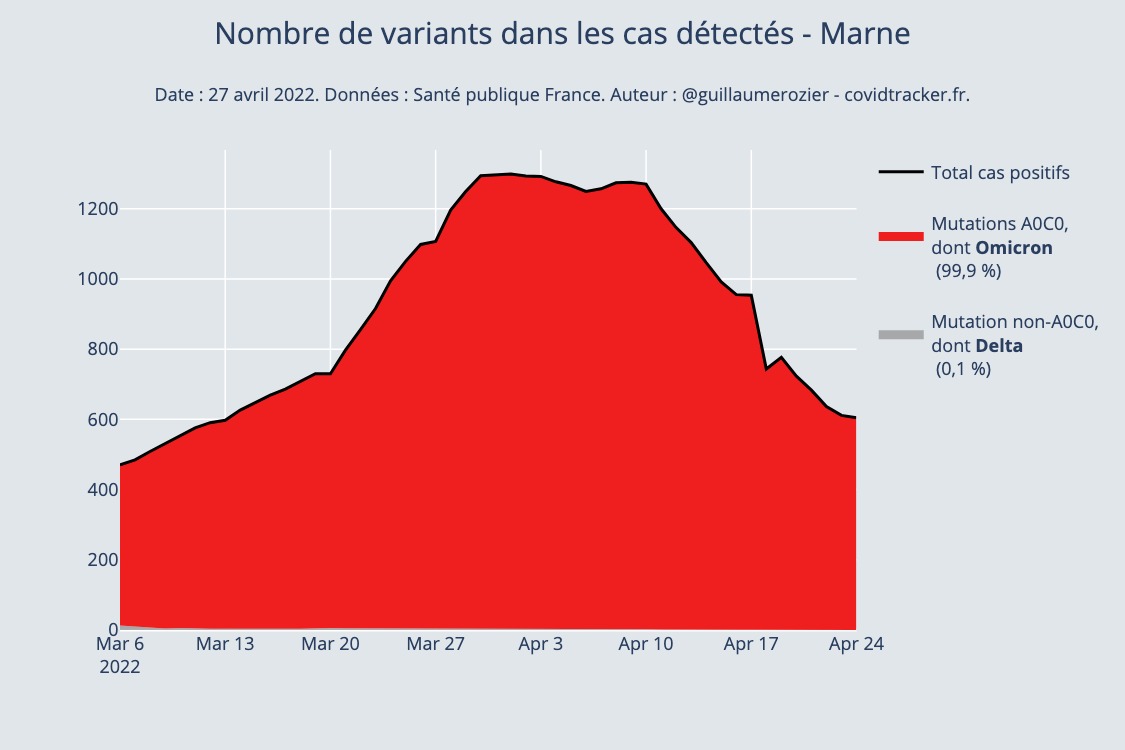 Nombre de variants dans les cas détectés - Marne
Date : 27 avril 2022. Données : Santé publique France. Auteur : @guillaumerozier - covidtracker.fr.
Total cas positifs
Mutations A0C0,
dont Omicron
(99,9 %)
Mutation non-A0C0,
dont Delta
(0,1 %)
1200
1000
800
600
400
200
0
Mar 6 Mar 13 Mar 20 Mar 27 Apr 3 Apr 10 Apr 17 Apr 24
2022